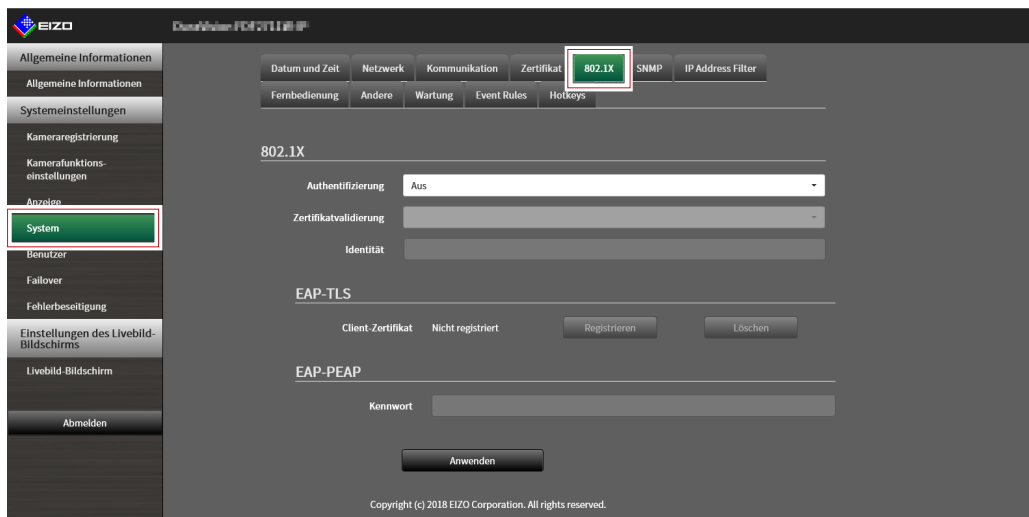 EIZO
Allgemeine Informationen
Allgemeine Informationen
Systemeinstellungen
Kameraregistrierung
Kamerafunktions-
einstellungen
Anzeige
System
Benutzer
Failover
Fehlerbeseitigung
Einstellungen des Livebild-
Bildschirms
Livebild-Bildschirm
Abmelden
Datum und Zeit Netzwerk Kommunikation Zertifikat 802.1X SNMP IP Address Filter
Fernbedienung Andere Wartung Event Rules Hotkeys
802.1X
Authentifizierung Aus
Zertifikatvalidierung
Identität
EAP-TLS
Client-Zertifikat Nicht registriert Registrieren Löschen
EAP-PEAP
Kennwort
Anwenden
Copyright (c) 2018 EIZO Corporation. All rights reserved.